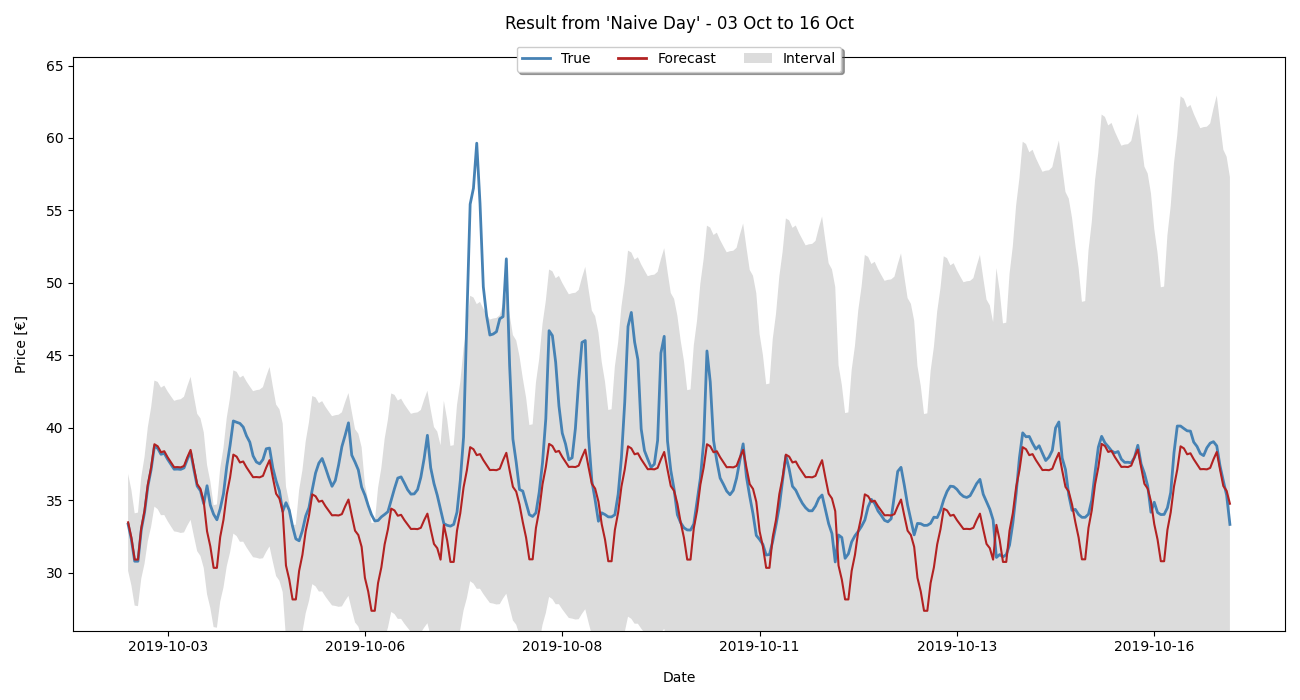 Result from 'Naive Day' - 03 Oct to 16 Oct
True Forecast Interval
Price [€]
65
60
55
50
45
40
35
30
2019-10-03 2019-10-06 2019-10-08 2019-10-11 2019-10-13 2019-10-16
Date